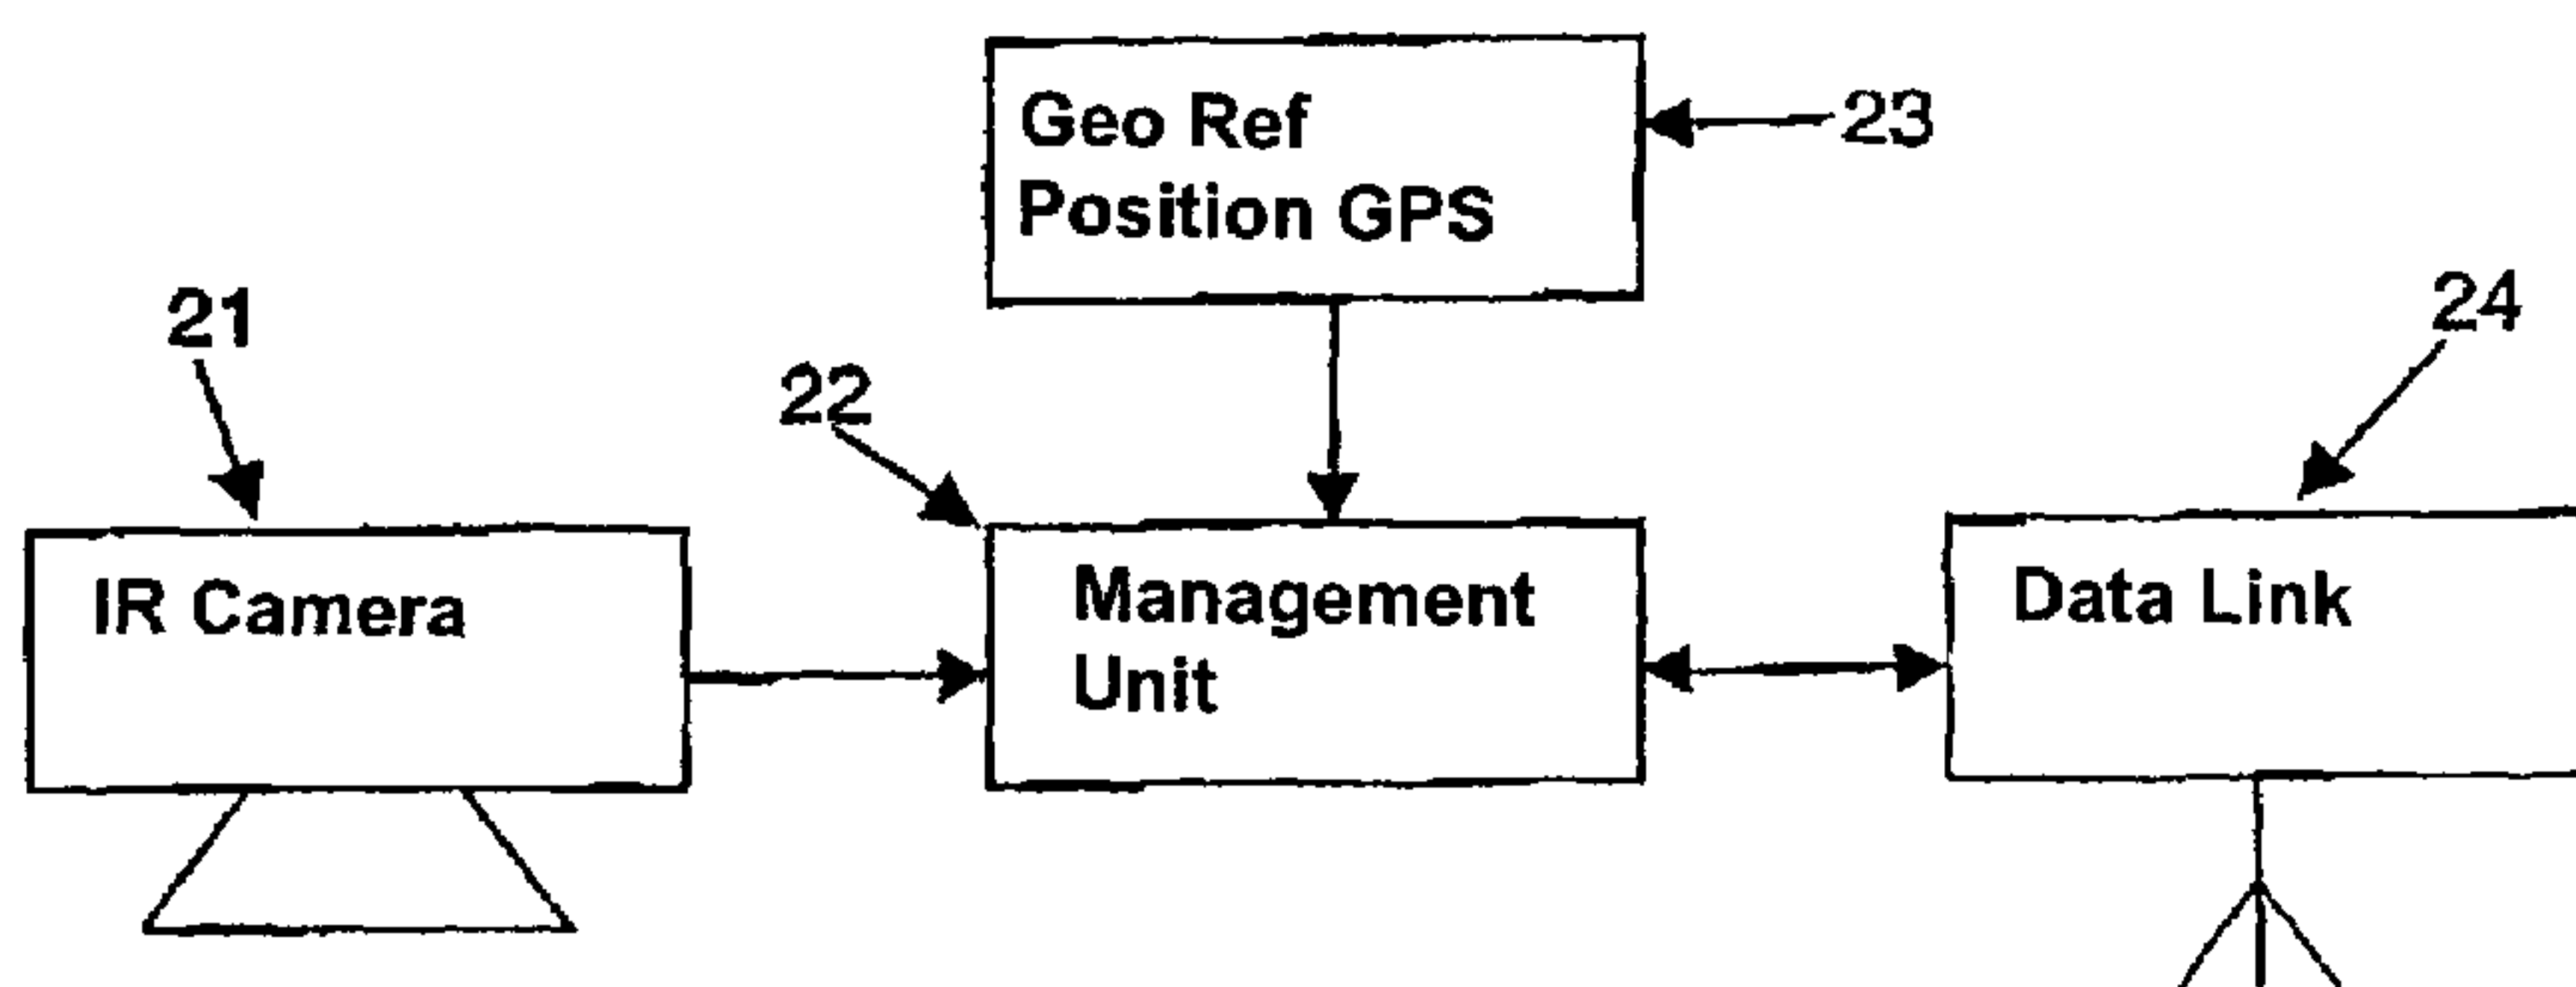 Geo Ref
Position GPS
23
21
22
24
IR Camera
Management
Unit
Data Link